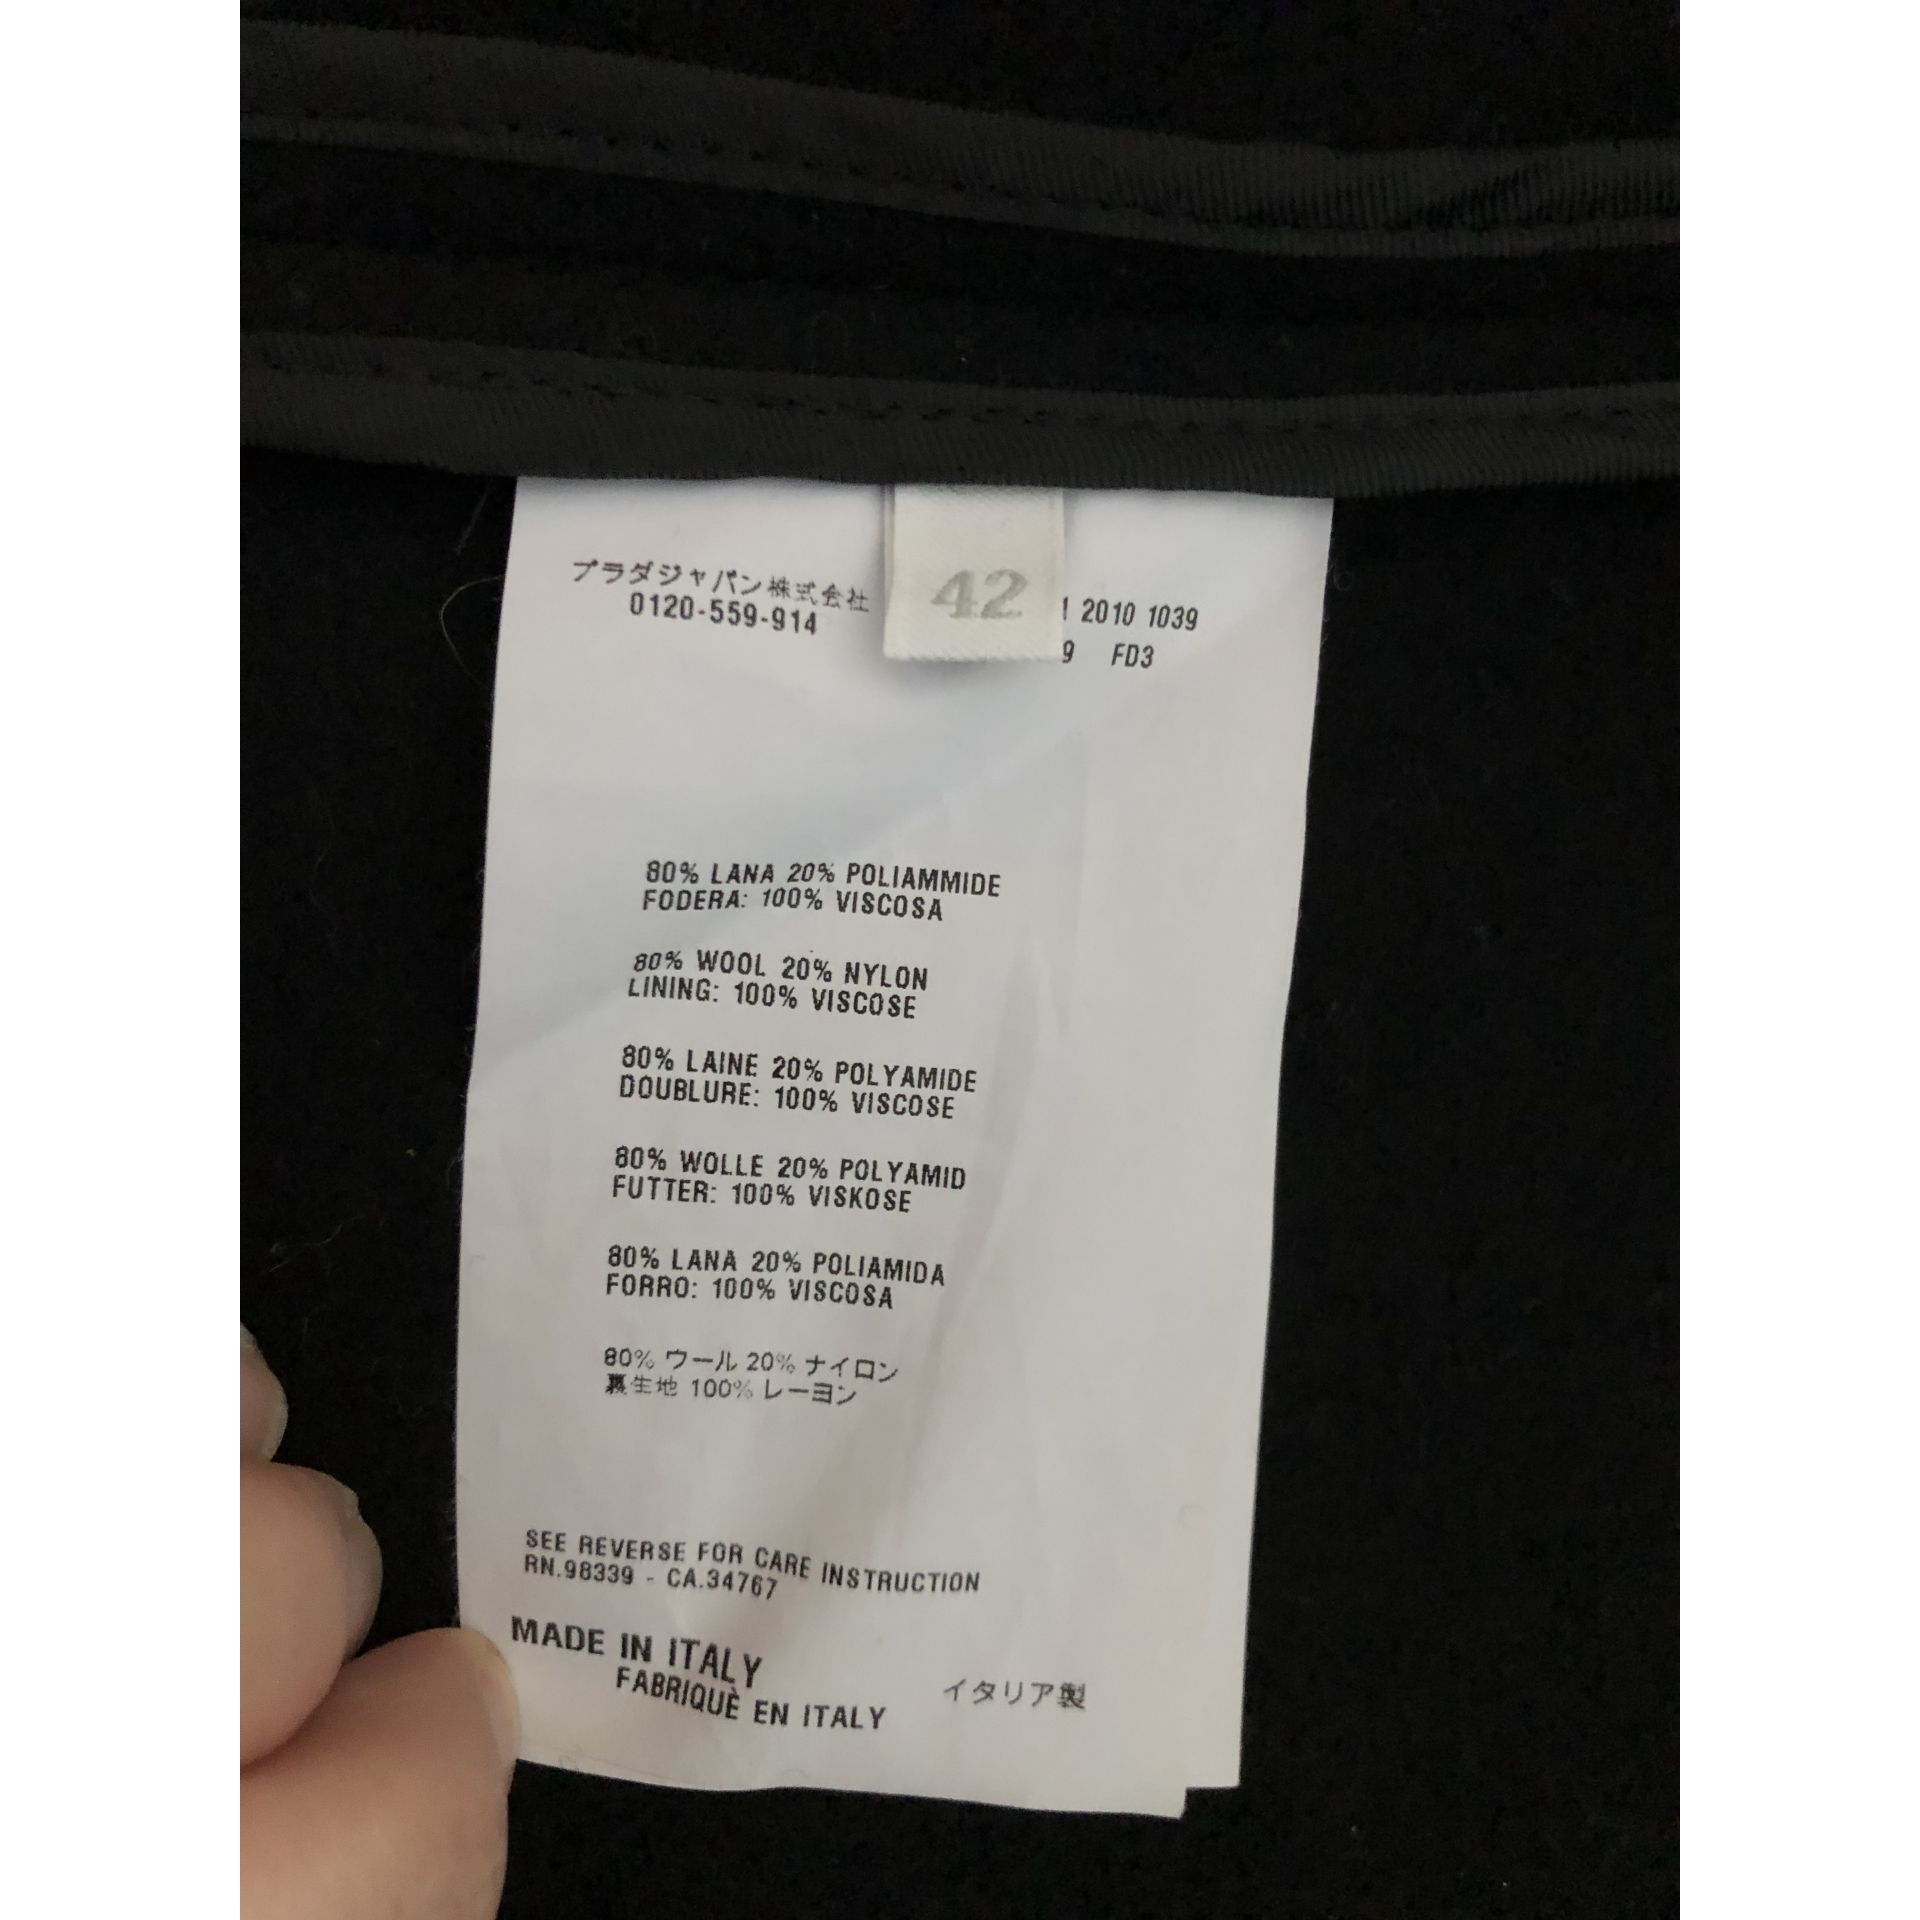 プラダジャパン株式会社
0120-559-914
42
2010 1039
9 FD3
80% LANA 20% POLIAMMIDE
FODERA: 100% VISCOSA
80% WOOL 20% NYLON
LINING: 100% VISCOSE
80% LAINE 20% POLYAMIDE
DOUBLURE: 100% VISCOSE
80% WOLLE 20% POLYAMID
FUTTER: 100% VISKOSE
80% LANA 20% POLIAMIDA
FORRO: 100% VISCOSA
80% ウール 20% ナイロン
裏生地 100% レーヨン
SEE REVERSE FOR CARE INSTRUCTION
RN.98339 - CA.34767
MADE IN ITALY
FABRIQUÈ EN ITALY
イタリア製